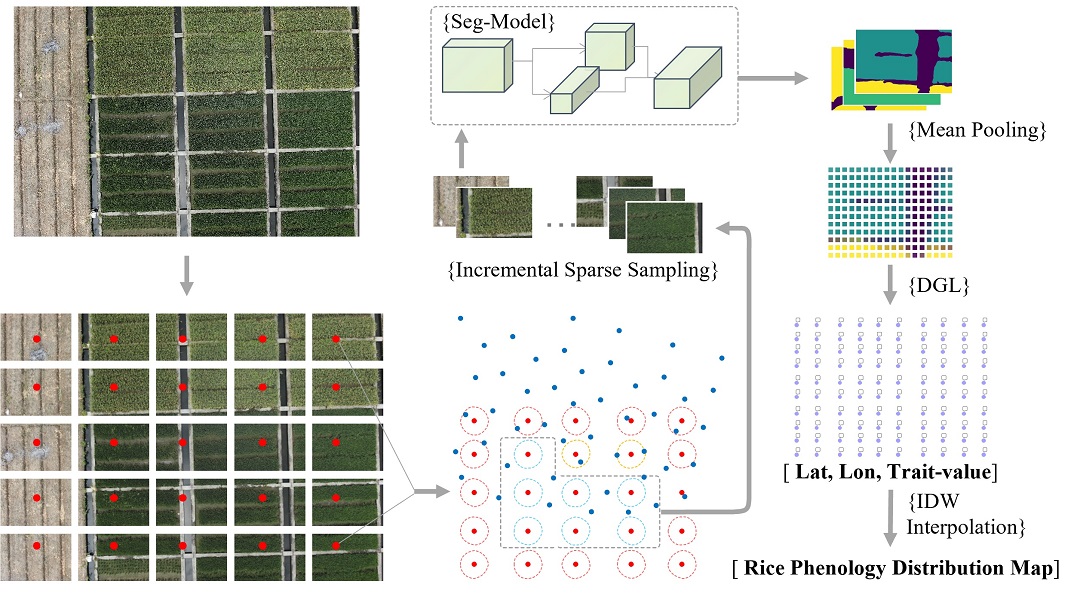 {Seg-Model}
{Mean Pooling}
{Incremental Sparse Sampling}
{DGL}
[ Lat, Lon, Trait-value]
{IDW
Interpolation}
[ Rice Phenology Distribution Map]